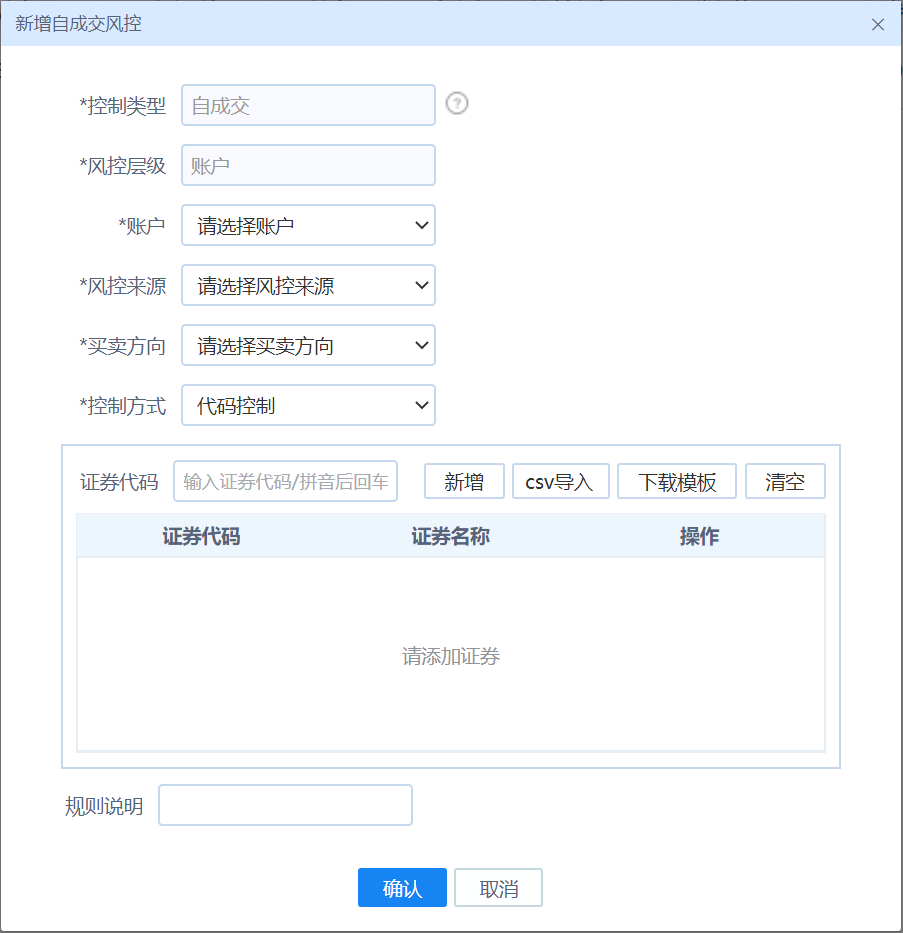 新增自成交风控
*控制类型 自成交 ?
*风控层级 账户
*账户 请选择账户
*风控来源 请选择风控来源
*买卖方向 请选择买卖方向
*控制方式 代码控制
证券代码 输入证券代码/拼音后回车 新增 csv导入 下载模板 清空
证券代码 证券名称 操作
请添加证券
规则说明
确认 取消